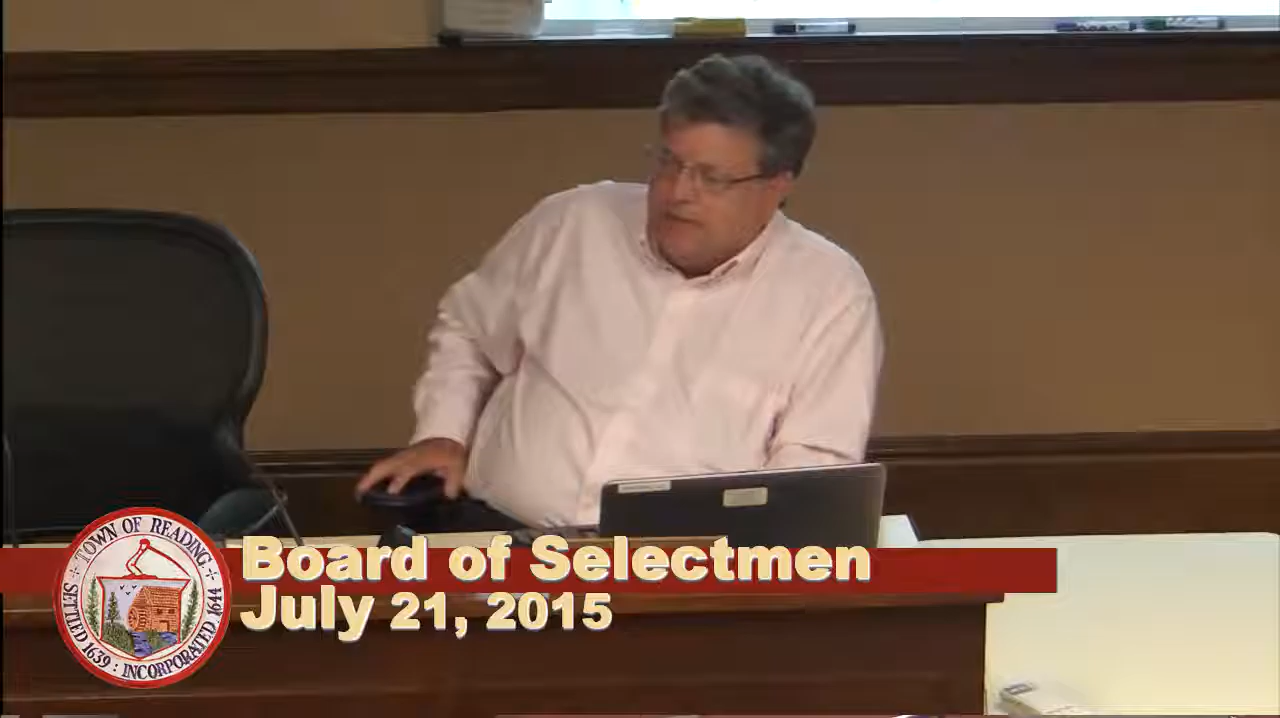 Board of Selectmen
July 21, 2015
TOWN OF READING
SETTLED 1639 : INCORPORATED 1644